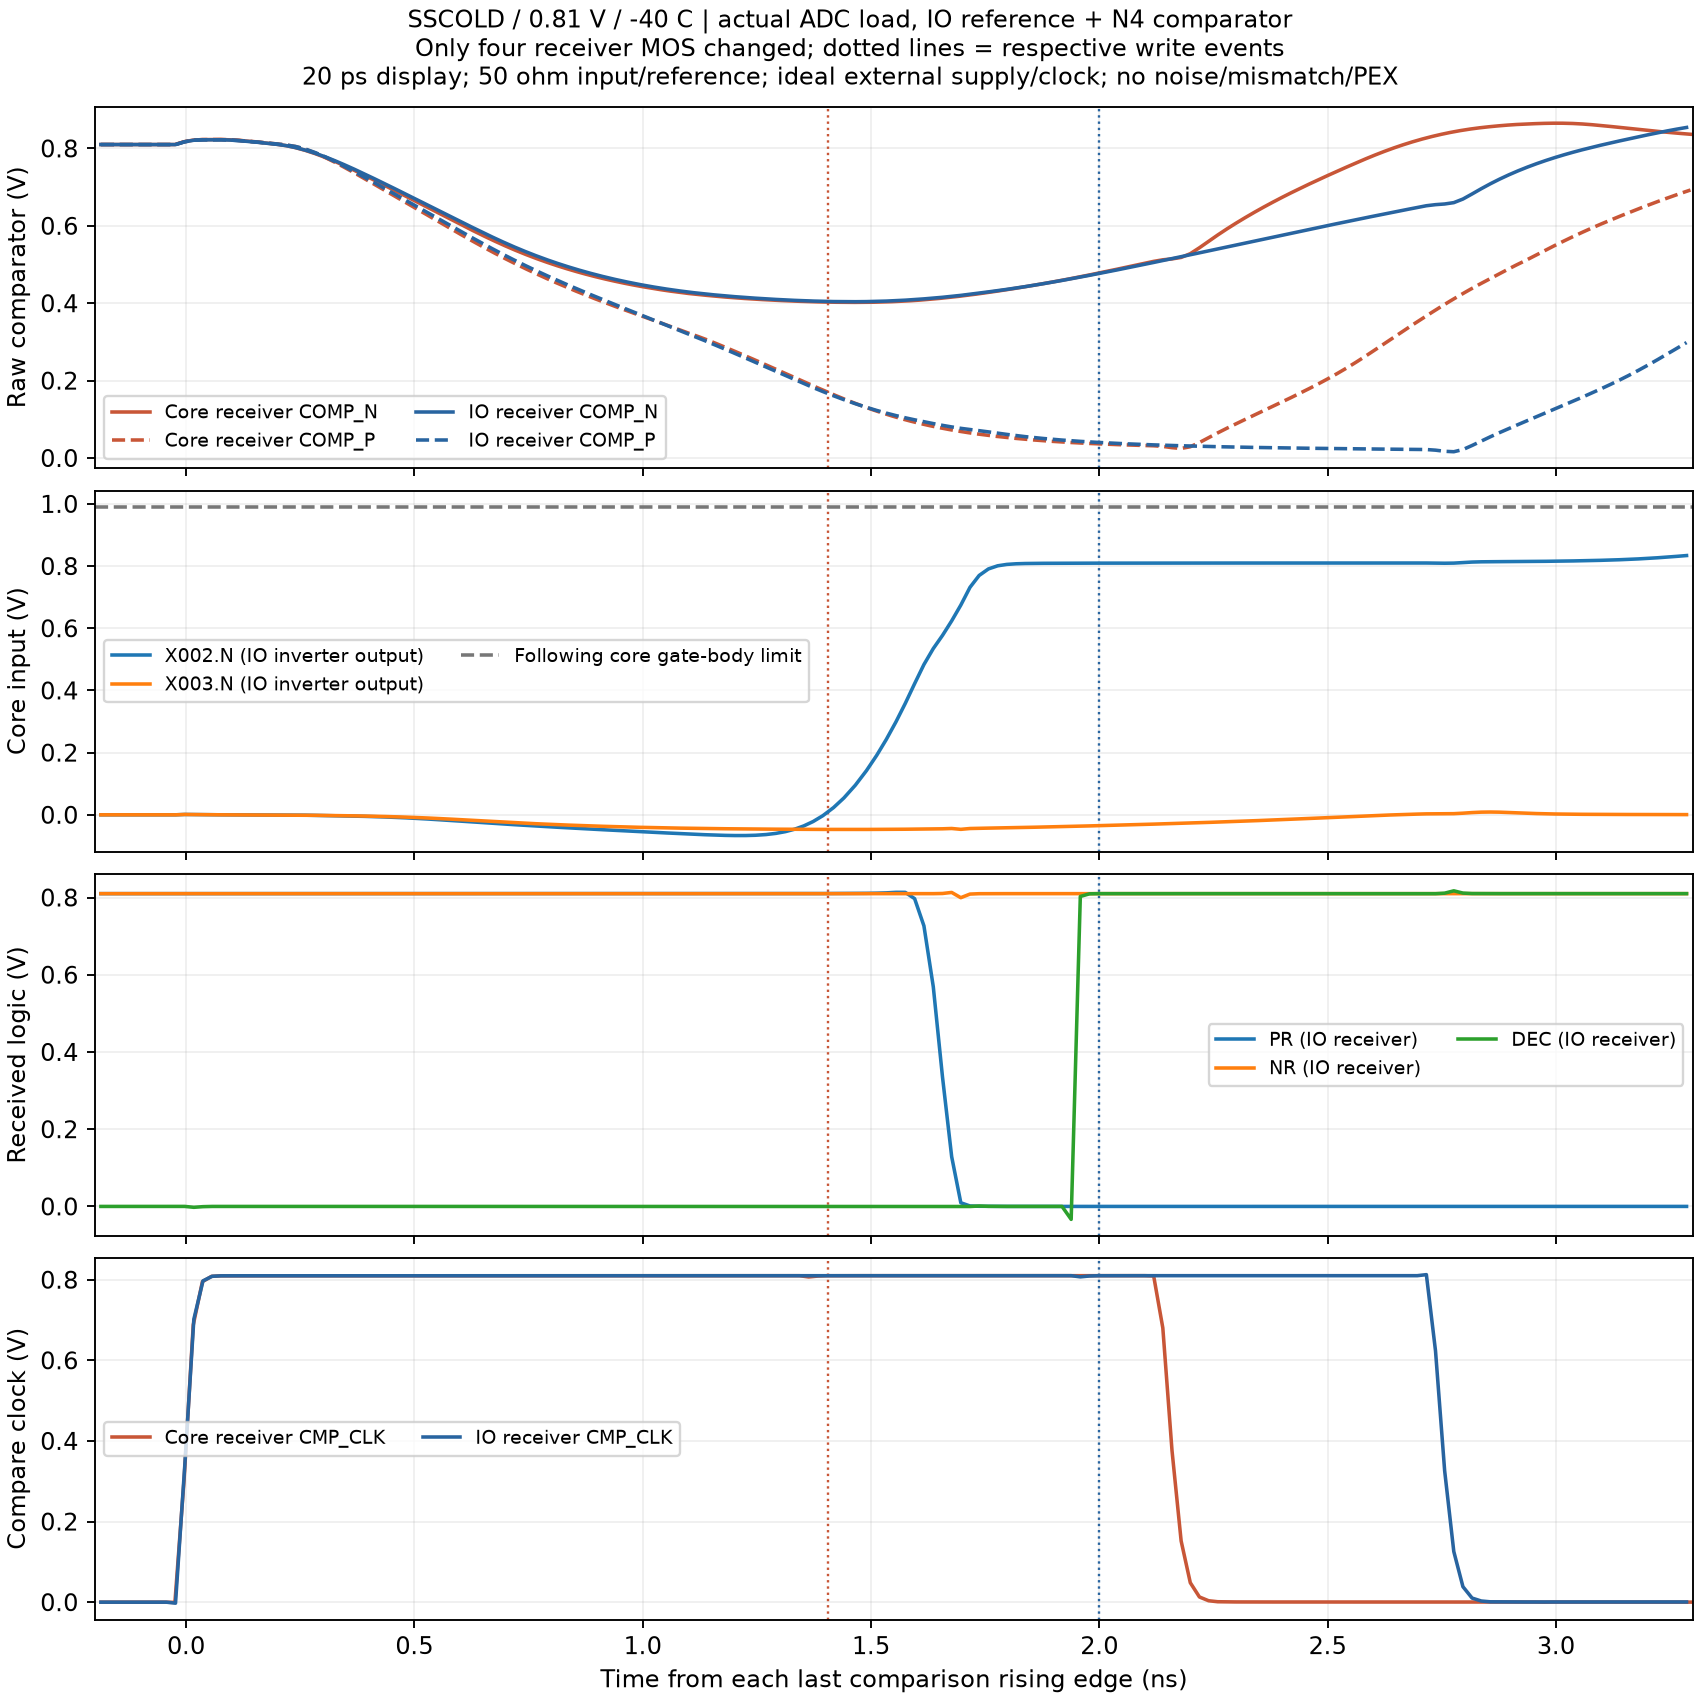 SSCOLD / 0.81 V / -40 C | actual ADC load, IO reference + N4 comparator
Only four receiver MOS changed; dotted lines = respective write events
20 ps display; 50 ohm input/reference; ideal external supply/clock; no noise/mismatch/PEX
Raw comparator (V)
0.8
0.6
0.4
0.2
0.0
Core receiver COMP_N
IO receiver COMP_N
Core receiver COMP_P
IO receiver COMP_P
Core input (V)
1.0
0.8
0.6
0.4
0.2
0.0
X002.N (IO inverter output)
Following core gate-body limit
X003.N (IO inverter output)
Received logic (V)
0.8
0.6
0.4
0.2
0.0
PR (IO receiver)
DEC (IO receiver)
NR (IO receiver)
Compare clock (V)
0.8
0.6
0.4
0.2
0.0
Core receiver CMP_CLK
IO receiver CMP_CLK
0.0 0.5 1.0 1.5 2.0 2.5 3.0
Time from each last comparison rising edge (ns)